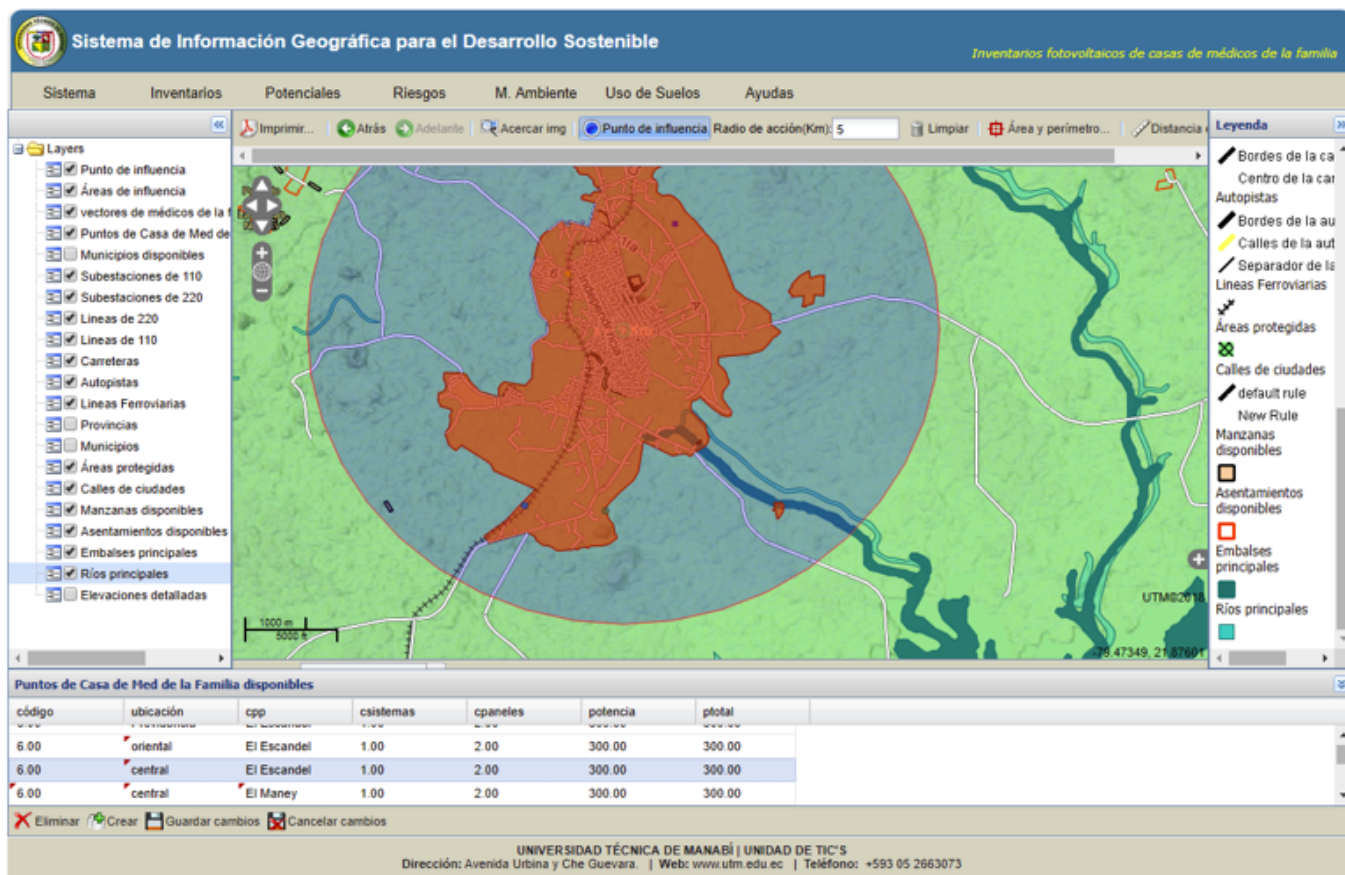 Sistema de Información Geográfica para el Desarrollo Sostenible
Inventarios fotovoltaicos de casas de médicos de la familia
Sistema Inventarios Potenciales Riesgos M. Ambiente Uso de Suelos Ayudas
Imprimir... Atrás Adelante Acercar img Punto de influencia Radio de acción(Km): 5 Limpiar Área y perímetro... Distancia
Layers
Punto de influencia
Áreas de influencia
vectores de médicos de la f
Puntos de Casa de Med de
Municipios disponibles
Subestaciones de 110
Subestaciones de 220
Lineas de 220
Lineas de 110
Carreteras
Autopistas
Lineas Ferroviarias
Provincias
Municipios
Áreas protegidas
Calles de ciudades
Manzanas disponibles
Asentamientos disponibles
Embalses principales
Ríos principales
Elevaciones detalladas
1000 m
5000 ft
UTM©2018
-79.47349, 21.87601
Leyenda
Bordes de la ca
Centro de la car
Autopistas
Bordes de la au
Calles de la aut
Separador de la
Lineas Ferroviarias
Áreas protegidas
Calles de ciudades
default rule
New Rule
Manzanas
disponibles
Asentamientos
disponibles
Embalses
principales
Ríos principales
Puntos de Casa de Med de la Familia disponibles
código ubicación cpp csistemas cpaneles potencia ptotal
6.00 oriental El Escandel 1.00 2.00 300.00 300.00
6.00 central El Escandel 1.00 2.00 300.00 300.00
6.00 central El Maney 1.00 2.00 300.00 300.00
Eliminar Crear Guardar cambios Cancelar cambios
UNIVERSIDAD TÉCNICA DE MANABÍ | UNIDAD DE TIC'S
Dirección: Avenida Urbina y Che Guevara. | Web: www.utm.edu.ec | Teléfono: +593 05 2663073